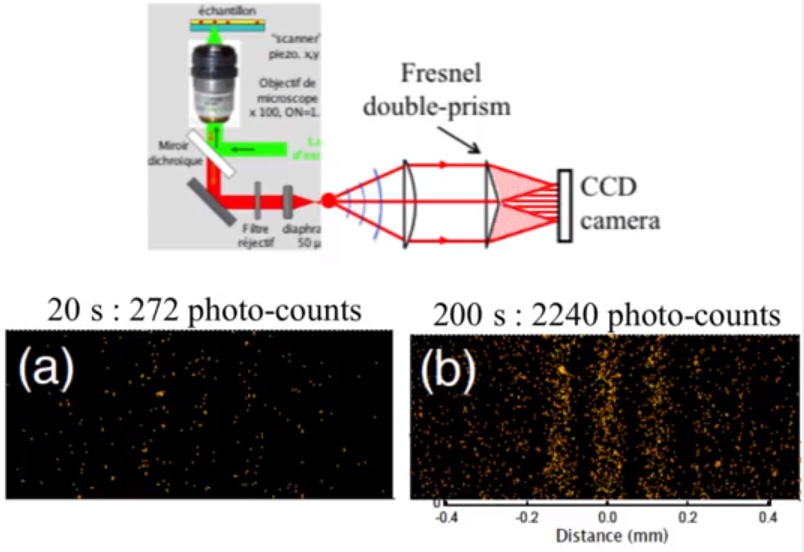 échantillon
"scanner"
piezo. x,y
Objectif de
microscope
x 100, ON=1.
Miroir
dichroïque
Filtre
réjectif
diaphra
50 µ
Fresnel
double-prism
CCD
camera
20 s : 272 photo-counts
200 s : 2240 photo-counts
(a)
(b)
-0.4 -0.2 0.0 0.2 0.4
Distance (mm)